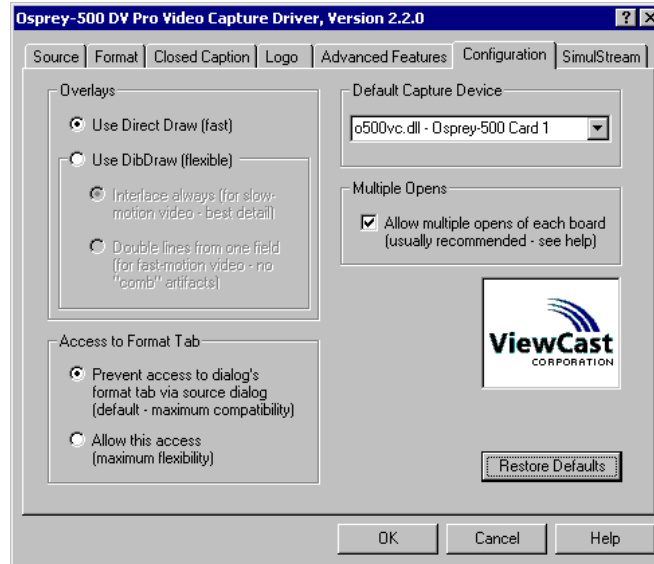 Osprey-500 DV Pro Video Capture Driver, Version 2.2.0
Source Format Closed Caption Logo Advanced Features Configuration SimulStream
Overlays
Use Direct Draw (fast)
Use DibDraw (flexible)
Interlace always (for slow-
motion video - best detail)
Double lines from one field
(for fast-motion video - no
"comb" artifacts)
Access to Format Tab
Prevent access to dialog's
format tab via source dialog
(default - maximum compatibility)
Allow this access
(maximum flexibility)
Default Capture Device
o500vc.dll - Osprey-500 Card 1
Multiple Opens
Allow multiple opens of each board
(usually recommended - see help)
ViewCast
CORPORATION
Restore Defaults
OK Cancel Help